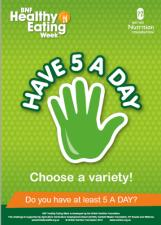 BNF
Healthy
Eating
Week
BRITISH
Nutrition
FOUNDATION
HAVE 5 A DAY
Choose a variety!
Do you have at least 5 A DAY?